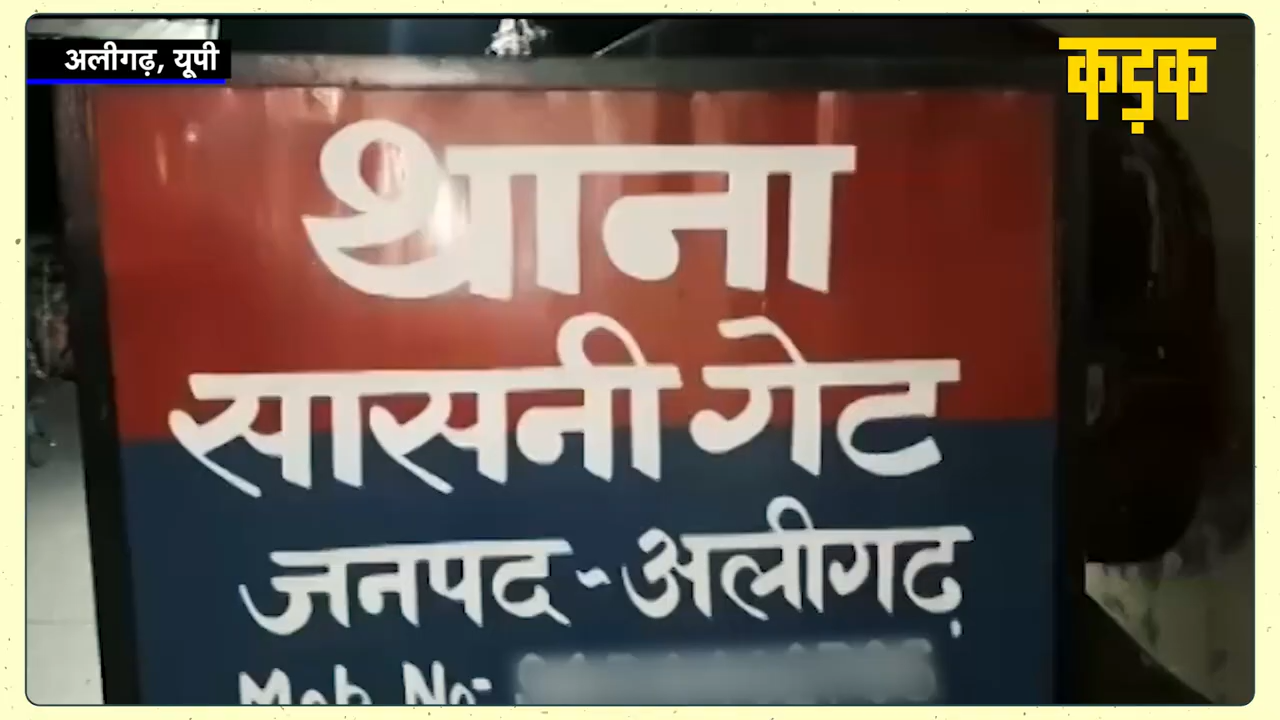 अलीगढ़, यूपी
कड़क
थाना
सासनी गेट
जनपद - अलीगढ़
Mob No-